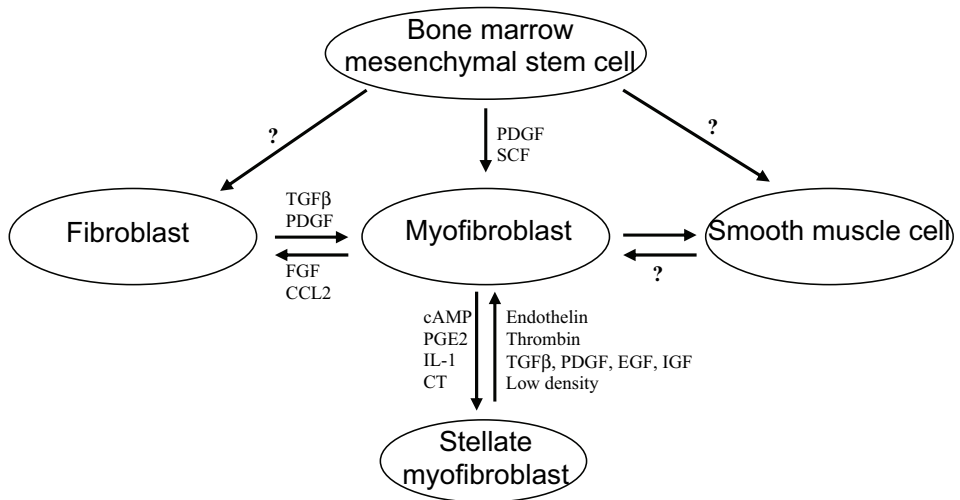 Bone marrow
mesenchymal stem cell
?
PDGF
SCF
?
Fibroblast
TGFβ
PDGF
FGF
CCL2
Myofibroblast
?
Smooth muscle cell
cAMP
PGE2
IL-1
CT
Endothelin
Thrombin
TGFβ, PDGF, EGF, IGF
Low density
Stellate
myofibroblast